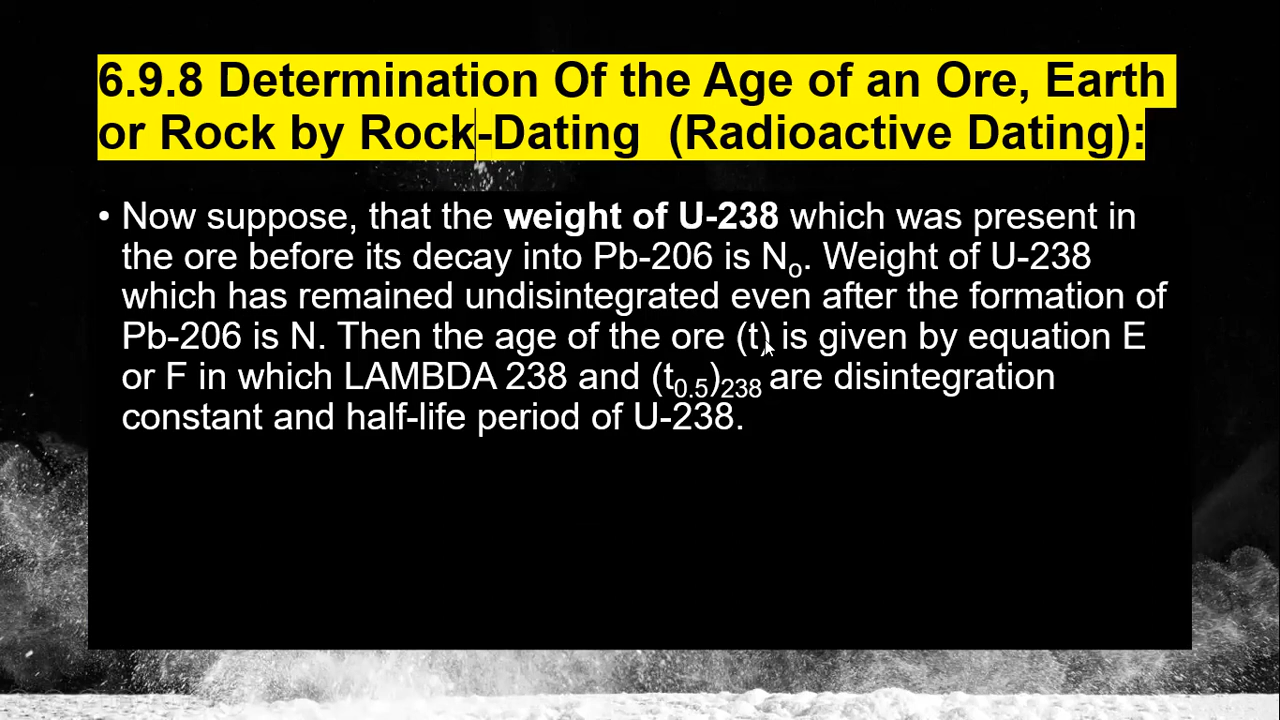 6.9.8 Determination Of the Age of an Ore, Earth
or Rock by Rock-Dating (Radioactive Dating):
• Now suppose, that the weight of U-238 which was present in
the ore before its decay into Pb-206 is No. Weight of U-238
which has remained undisintegrated even after the formation of
Pb-206 is N. Then the age of the ore (t) is given by equation E
or F in which LAMBDA 238 and (t0.5)238 are disintegration
constant and half-life period of U-238.